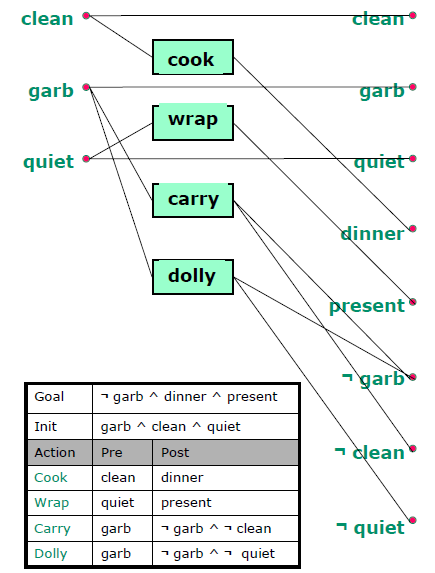 clean clean
cook
garb garb
wrap
quiet quiet
carry
dinner
dolly
present
¬ garb
¬ clean
¬ quiet
Goal ¬ garb ^ dinner ^ present
Init garb ^ clean ^ quiet
Action Pre Post
Cook clean dinner
Wrap quiet present
Carry garb ¬ garb ^ ¬ clean
Dolly garb ¬ garb ^ ¬ quiet